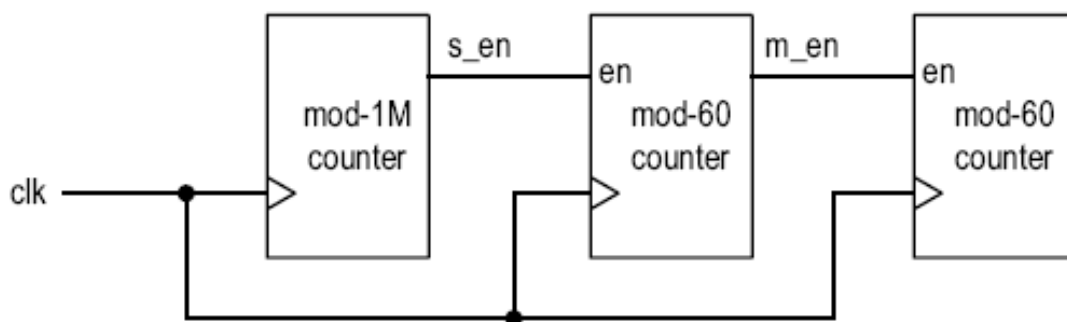 s_en
m_en
en
en
mod-1M
counter
mod-60
counter
mod-60
counter
clk